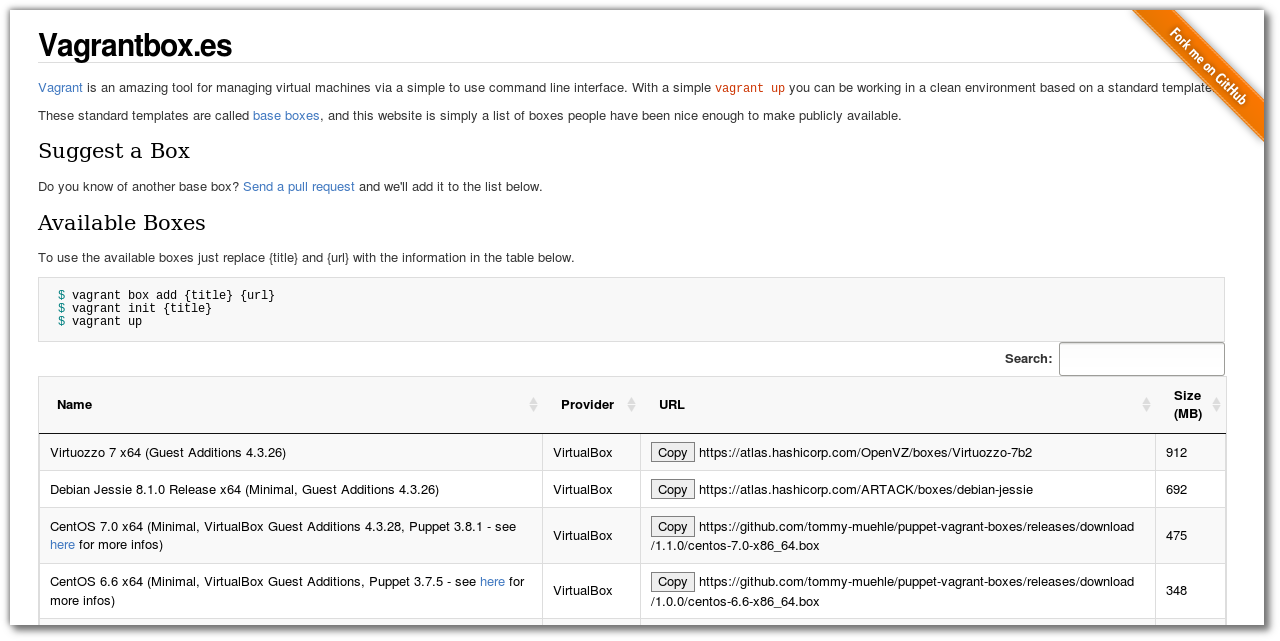 Vagrantbox.es
Fork me on GitHub
Vagrant is an amazing tool for managing virtual machines via a simple to use command line interface. With a simple vagrant up you can be working in a clean environment based on a standard template
These standard templates are called base boxes, and this website is simply a list of boxes people have been nice enough to make publicly available.
Suggest a Box
Do you know of another base box? Send a pull request and we'll add it to the list below.
Available Boxes
To use the available boxes just replace {title} and {url} with the information in the table below.
$ vagrant box add {title} {url}
$ vagrant init {title}
$ vagrant up
Search:
Name Provider URL Size (MB)
Virtuozzo 7 x64 (Guest Additions 4.3.26) VirtualBox Copy https://atlas.hashicorp.com/OpenVZ/boxes/Virtuozzo-7b2 912
Debian Jessie 8.1.0 Release x64 (Minimal, Guest Additions 4.3.26) VirtualBox Copy https://atlas.hashicorp.com/ARTACK/boxes/debian-jessie 692
CentOS 7.0 x64 (Minimal, VirtualBox Guest Additions 4.3.28, Puppet 3.8.1 - see
here for more infos) VirtualBox Copy https://github.com/tommy-muehle/puppet-vagrant-boxes/releases/download
/1.1.0/centos-7.0-x86_64.box 475
CentOS 6.6 x64 (Minimal, VirtualBox Guest Additions, Puppet 3.7.5 - see here for
more infos) VirtualBox Copy https://github.com/tommy-muehle/puppet-vagrant-boxes/releases/download
/1.0.0/centos-6.6-x86_64.box 348